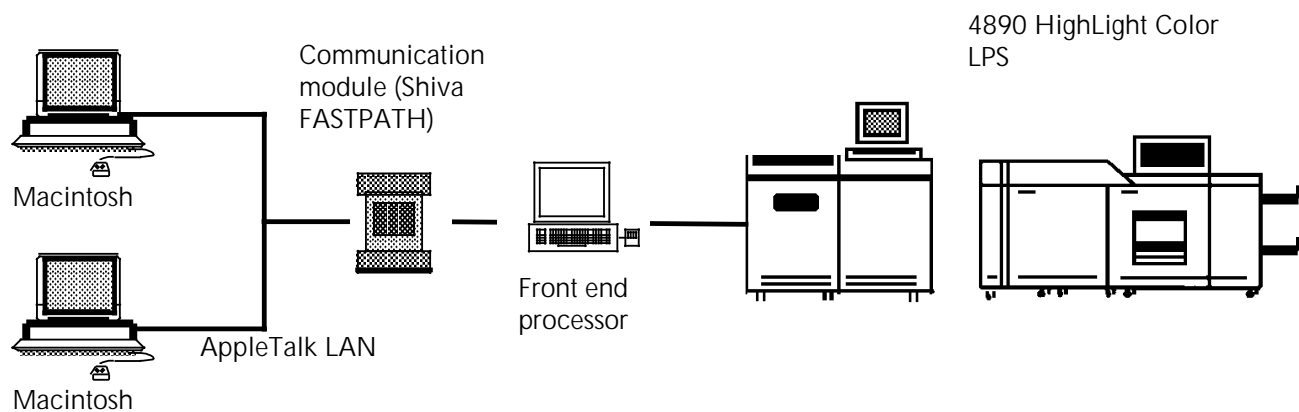 4890 HighLight Color
LPS
Communication
module (Shiva
FASTPATH)
Macintosh
Front end
processor
AppleTalk LAN
Macintosh